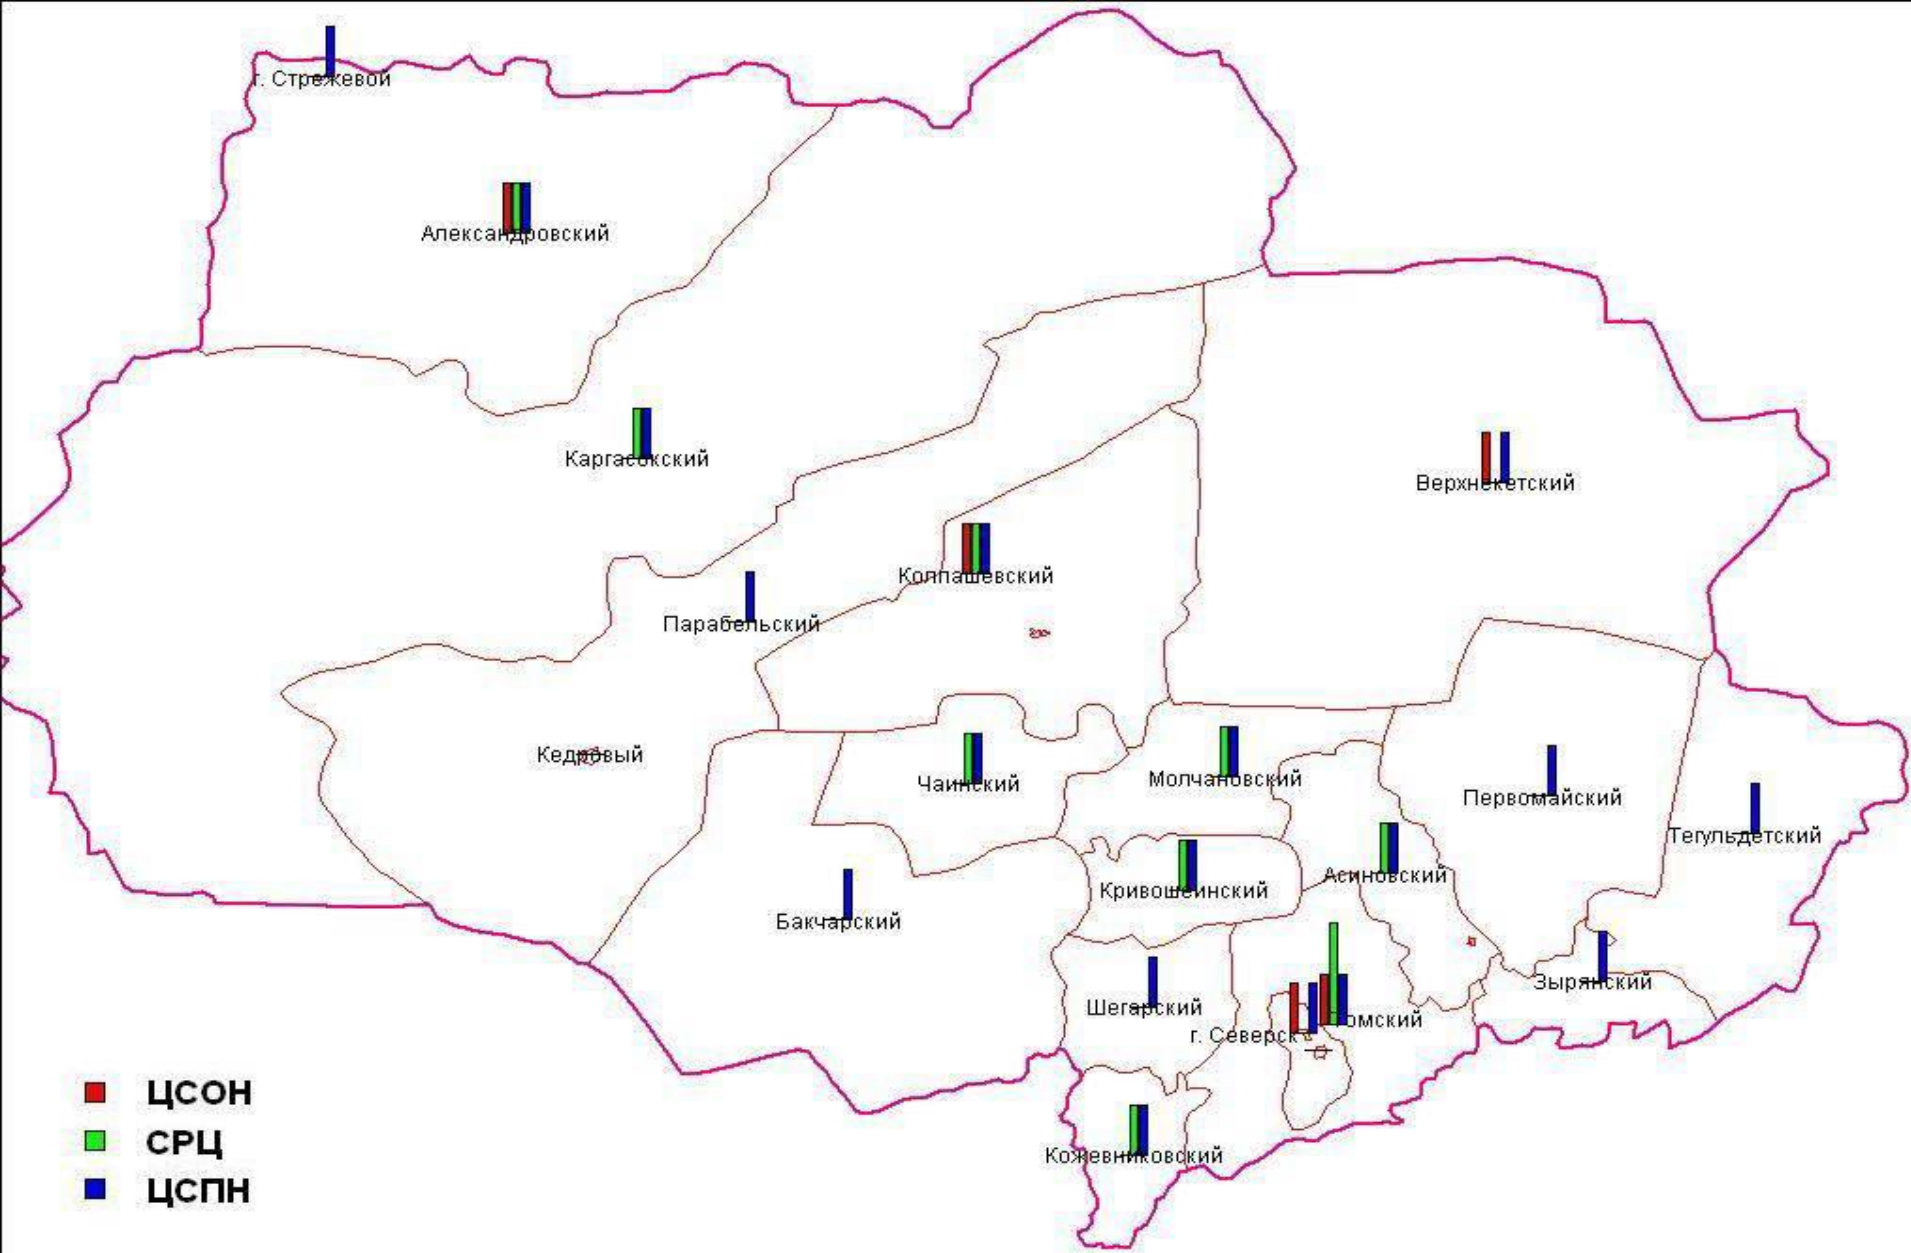 г. Стрежевой
Александровский
Каргасокский
Верхнекетский
Колпашевский
Парабельский
Кедровый
Чаинский
Молчановский
Первомайский
Тегульдетский
Асиновский
Кривошеинский
Бакчарский
Зырянский
Шегарский
Томский
г. Северск
ЦСОН
СРЦ
ЦСПН
Кожевниковский